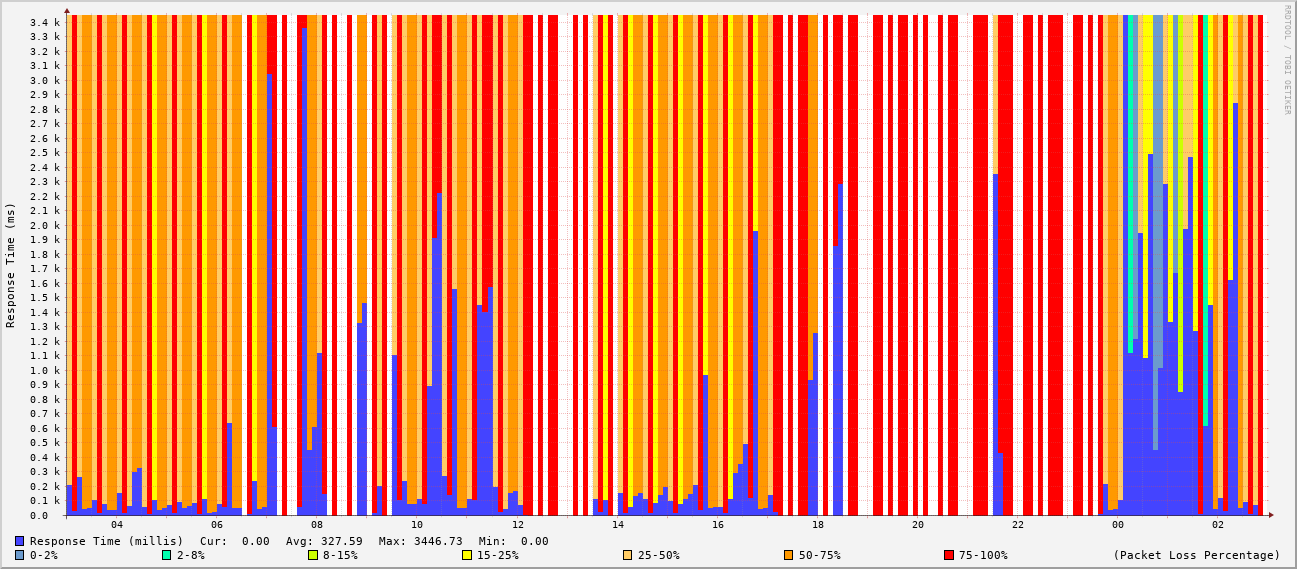 3.4 k
3.3 k
3.2 k
3.1 k
3.0 k
2.9 k
2.8 k
2.7 k
2.6 k
2.5 k
2.4 k
2.3 k
2.2 k
2.1 k
2.0 k
1.9 k
1.8 k
1.7 k
1.6 k
1.5 k
1.4 k
1.3 k
1.2 k
1.1 k
1.0 k
0.9 k
0.8 k
0.7 k
0.6 k
0.5 k
0.4 k
0.3 k
0.2 k
0.1 k
0.0
Response Time (ms)
RRDTOOL / TOBI OETIKER
04 06 08 10 12 14 16 18 20 22 00 02
Response Time (millis) Cur: 0.00 Avg: 327.59 Max: 3446.73 Min: 0.00
0-2% 2-8% 8-15% 15-25% 25-50% 50-75% 75-100% (Packet Loss Percentage)